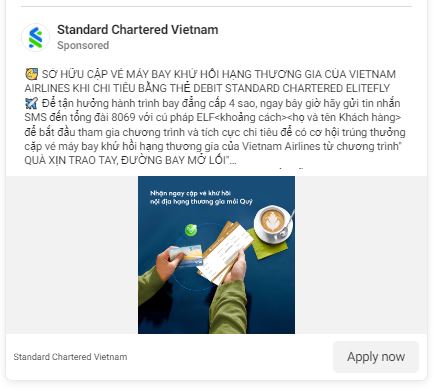 Standard Chartered Vietnam
Sponsored
SỞ HỮU CẶP VÉ MÁY BAY KHỨ HỒI HẠNG THƯƠNG GIA CỦA VIETNAM
AIRLINES KHI CHI TIÊU BẰNG THẺ DEBIT STANDARD CHARTERED ELITEFLY
Để tận hưởng hành trình bay đẳng cấp 4 sao, ngay bây giờ hãy gửi tin nhắn
SMS đến tổng đài 8069 với cú pháp ELF<khoảng cách><họ và tên Khách hàng>
để bắt đầu tham gia chương trình và tích cực chi tiêu để có cơ hội trúng thưởng
cặp vé máy bay khứ hồi hạng thương gia của Vietnam Airlines từ chương trình"
QUÀ XỊN TRAO TAY, ĐƯỜNG BAY MỞ LỐI"...
Nhận ngay cặp vé khứ hồi
nội địa hạng thương gia mỗi Quý
Standard Chartered Vietnam
Apply now